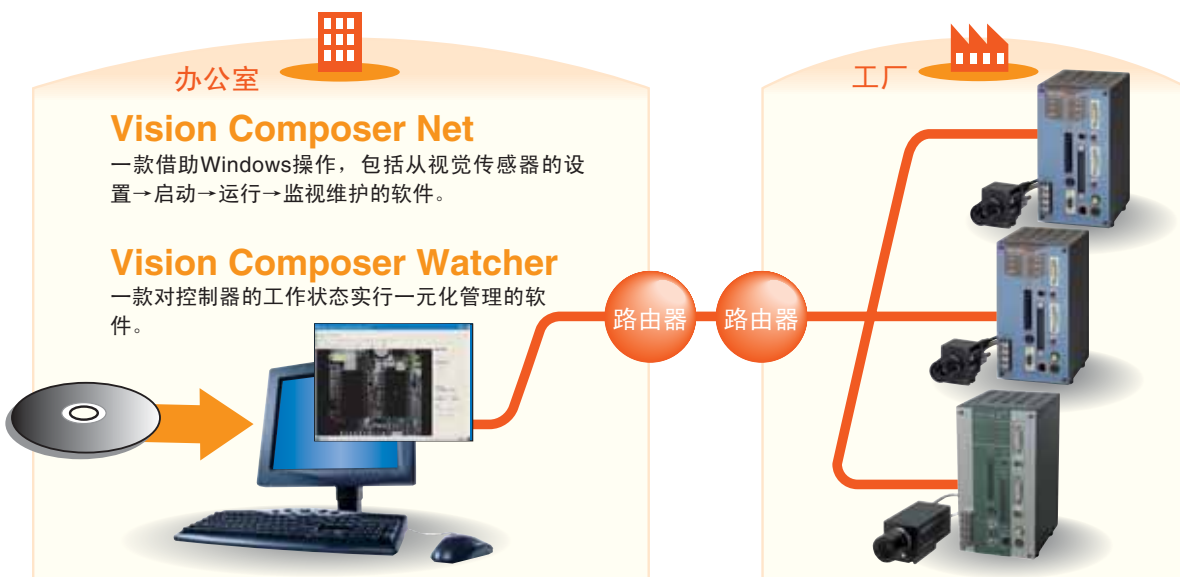 办公室
Vision Composer Net
一款借助Windows操作，包括从视觉传感器的设
置→启动→运行→监视维护的软件。
Vision Composer Watcher
一款对控制器的工作状态实行一元化管理的软
件。
路由器
路由器
工厂